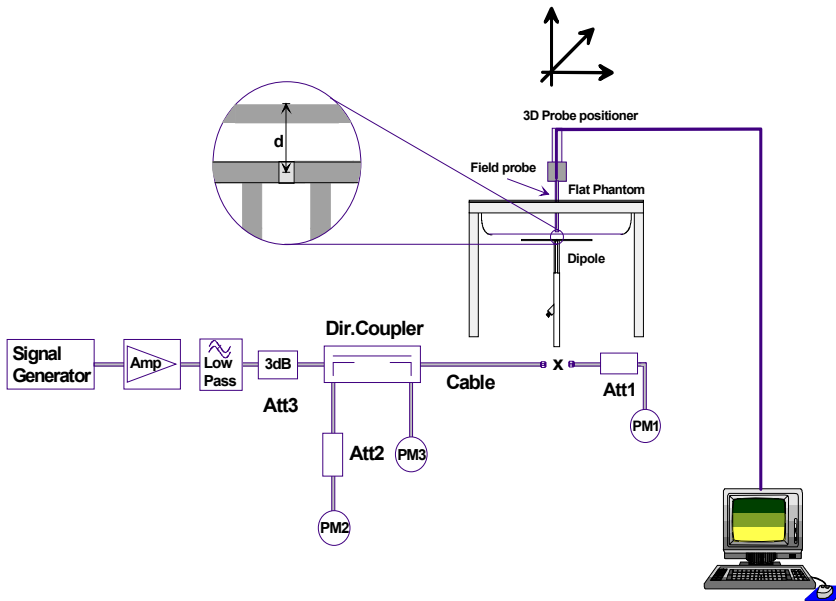 3D Probe positioner
d
Field probe
Flat Phantom
Dipole
Dir.Coupler
Signal
Generator
Amp
Low
Pass
3dB
Att3
Cable
x
Att1
Att2
PM3
PM1
PM2